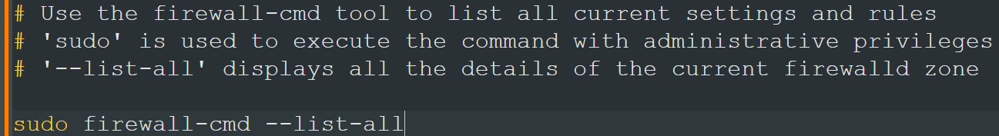 # Use the firewall-cmd tool to list all current settings and rules
# 'sudo' is used to execute the command with administrative privileges
# '--list-all' displays all the details of the current firewalld zone
sudo firewall-cmd --list-all